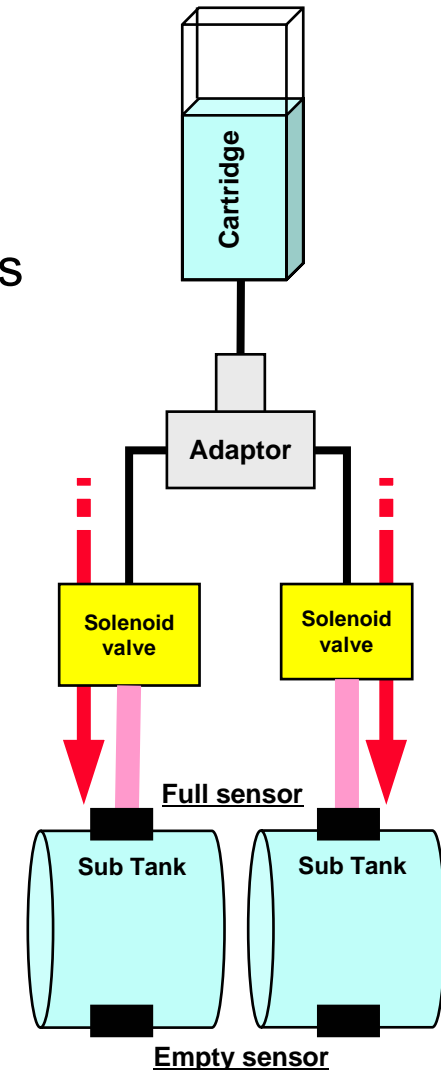 Cartridge
s
Adaptor
Solenoid
valve
Solenoid
valve
Full sensor
Sub Tank
Sub Tank
Empty sensor